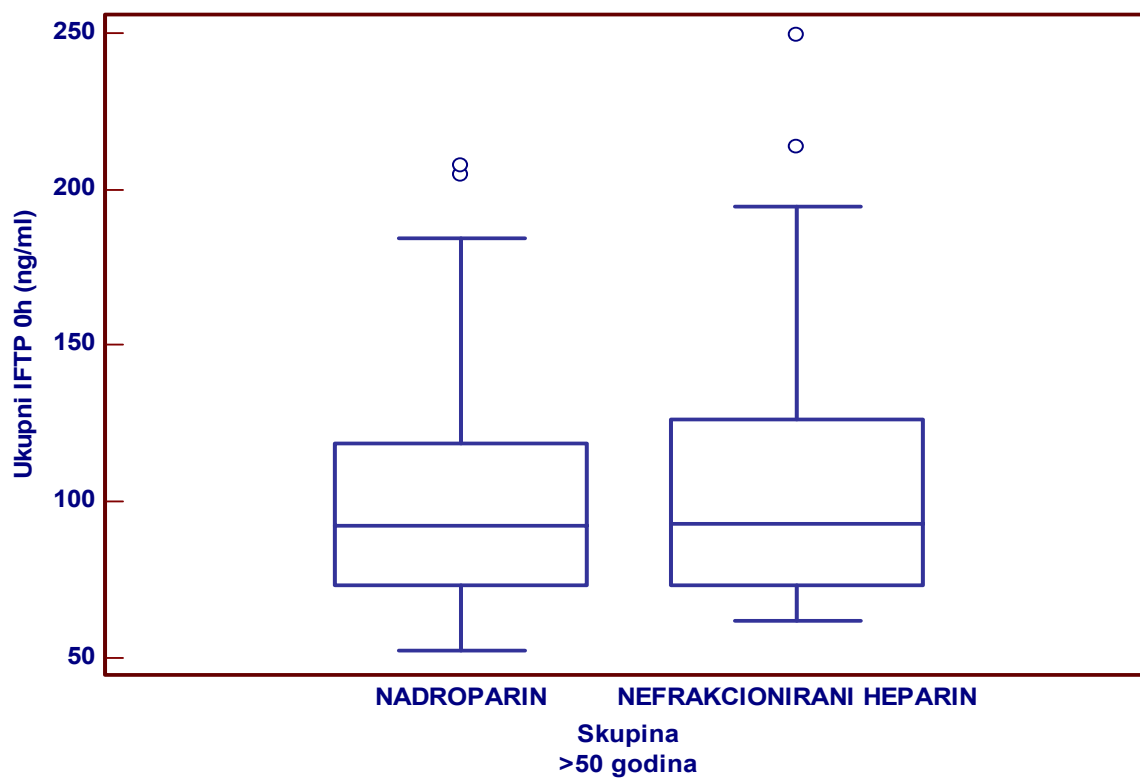 Ukupni IFTP 0h (ng/ml)
250
200
150
100
50
NADROPARIN NEFRAKCIONIRANI HEPARIN
Skupina
>50 godina